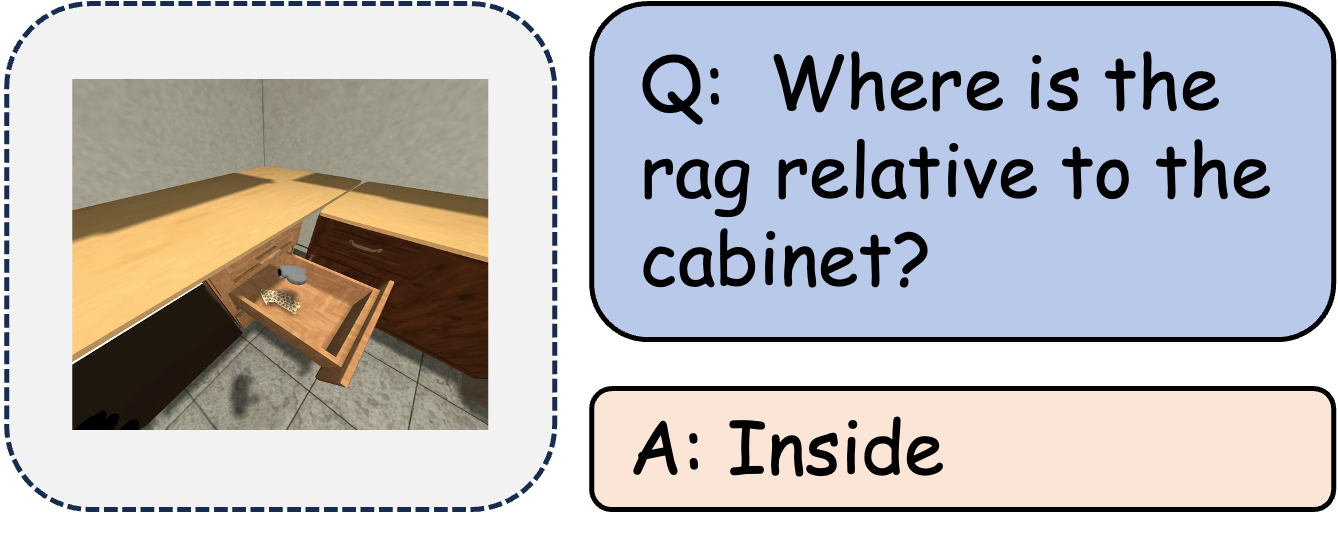 Q: Where is the
rag relative to the
cabinet?
A: Inside